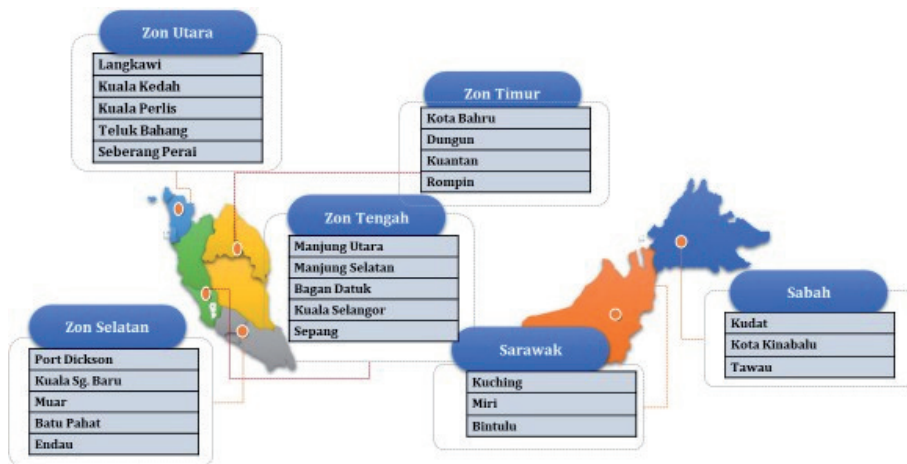 Zon Utara
Langkawi
Kuala Kedah
Kuala Perlis
Teluk Bahang
Seberang Perai
Zon Timur
Kota Bahru
Dungun
Kuantan
Rompin
Zon Tengah
Manjung Utara
Manjung Selatan
Bagan Datuk
Kuala Selangor
Sepang
Zon Selatan
Port Dickson
Kuala Sg. Baru
Muar
Batu Pahat
Endau
Sarawak
Kuching
Miri
Bintulu
Sabah
Kudat
Kota Kinabalu
Tawau